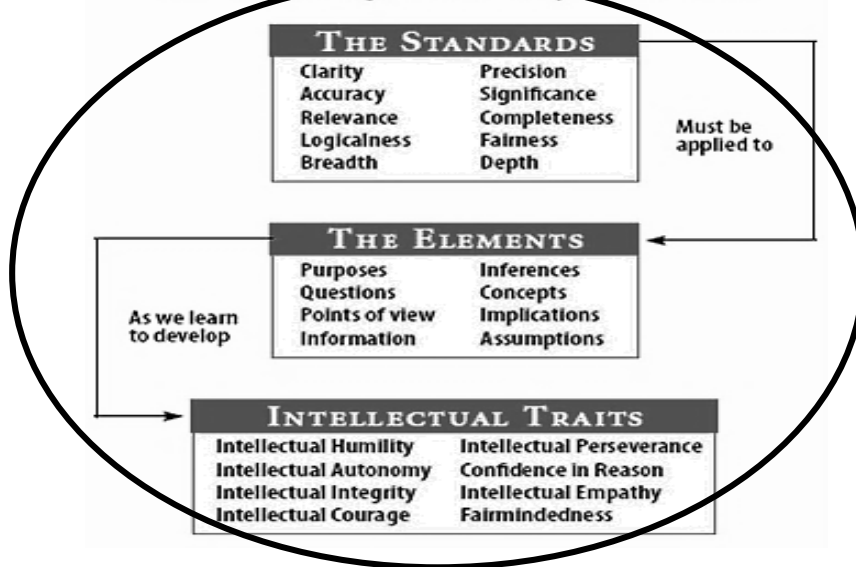 THE STANDARDS
Clarity Precision
Accuracy Significance
Relevance Completeness
Logicalness Fairness
Breadth Depth
Must be
applied to
THE ELEMENTS
Purposes Inferences
Questions Concepts
Points of view Implications
Information Assumptions
As we learn
to develop
INTELLECTUAL TRAITS
Intellectual Humility Intellectual Perseverance
Intellectual Autonomy Confidence in Reason
Intellectual Integrity Intellectual Empathy
Intellectual Courage Fairmindedness